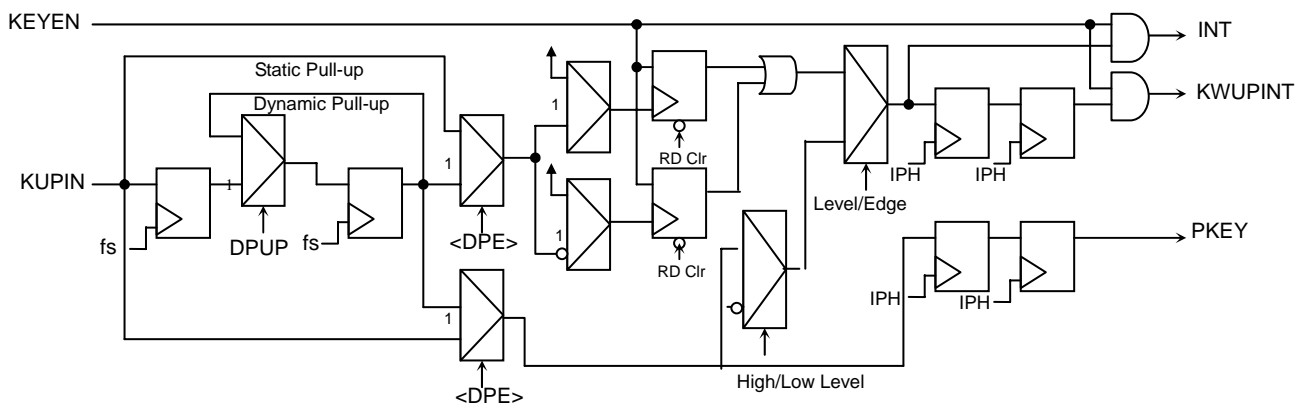 KEYEN
INT
Static Pull-up
1
Dynamic Pull-up
KWUPINT
1
RD Clr
KUPIN
1
IPH
IPH
Level/Edge
fs
DPUP
fs
<DPE>
1
RD Clr
PKEY
1
IPH
IPH
High/Low Level
<DPE>